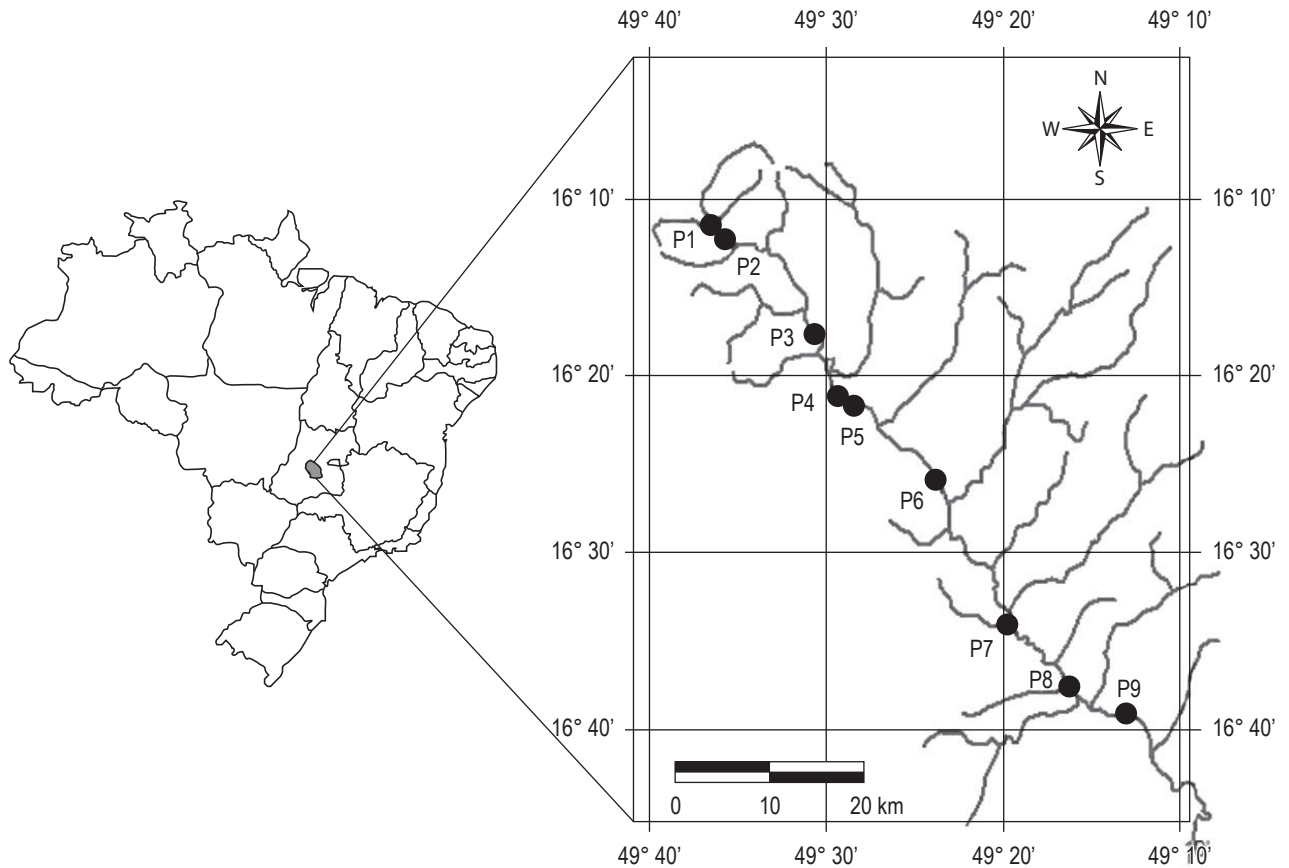 49° 40’ 49° 30’ 49° 20’ 49° 10’
N
W E
S
16° 10’ 16° 10’
P1
P2
P3
16° 20’ 16° 20’
P4
P5
P6
16° 30’ 16° 30’
P7
P8 P9
16° 40’ 16° 40’
0 10 20 km
49° 40’ 49° 30’ 49° 20’ 49° 10’